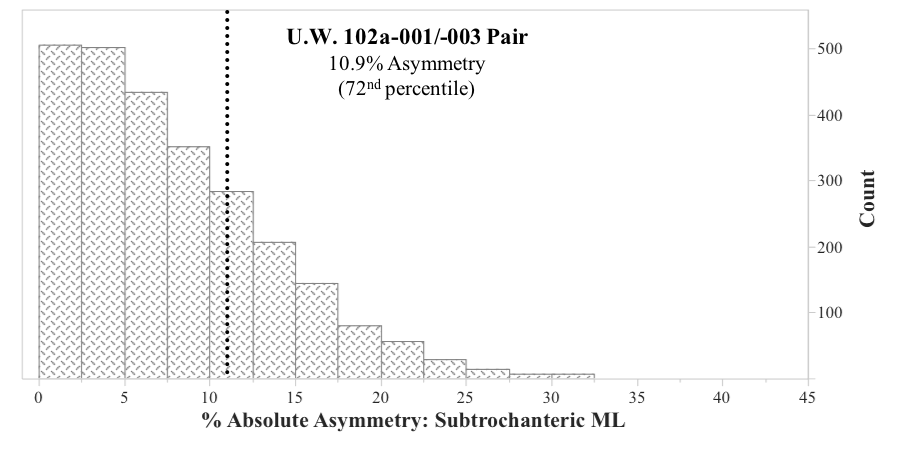 U.W. 102a-001/-003 Pair
10.9% Asymmetry
(72nd percentile)
500
400
300
200
100
Count
0 5 10 15 20 25 30 35 40 45
% Absolute Asymmetry: Subtrochanteric ML